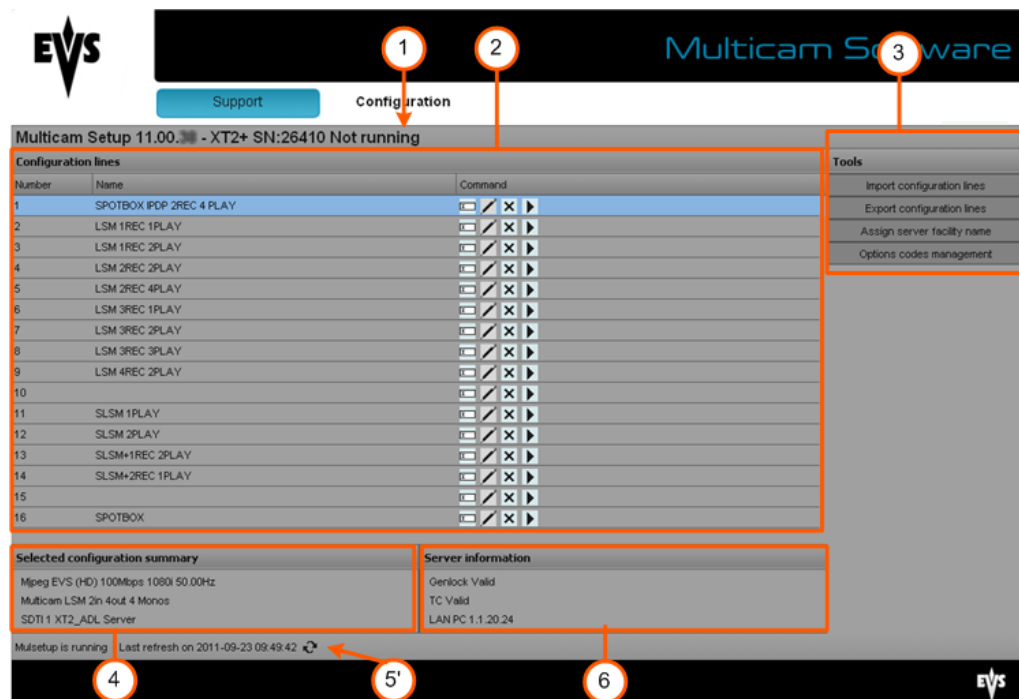 EVS
Multicam Software
1
2
3
Support
Configuration
Multicam Setup 11.00. - XT2+ SN:26410 Not running
Configuration lines
Number Name Command
1 SPOTBOX IPDP 2REC 4 PLAY
2 LSM 1REC 1PLAY
3 LSM 1REC 2PLAY
4 LSM 2REC 2PLAY
5 LSM 2REC 4PLAY
6 LSM 3REC 1PLAY
7 LSM 3REC 2PLAY
8 LSM 3REC 3PLAY
9 LSM 4REC 2PLAY
10
11 SLSM 1PLAY
12 SLSM 2PLAY
13 SLSM+1REC 2PLAY
14 SLSM+2REC 1PLAY
15
16 SPOTBOX
Tools
Import configuration lines
Export configuration lines
Assign server facility name
Options codes management
Selected configuration summary
Mjpeg EVS (HD) 100Mbps 1080i 50.00Hz
Multicam LSM 2in 4out 4 Monos
SDTI 1 XT2_ADL Server
Server information
Genlock Valid
TC Valid
LAN PC 1.1.20.24
Mulsetup is running Last refresh on 2011-09-23 09:49:42
4
5'
6
EVS